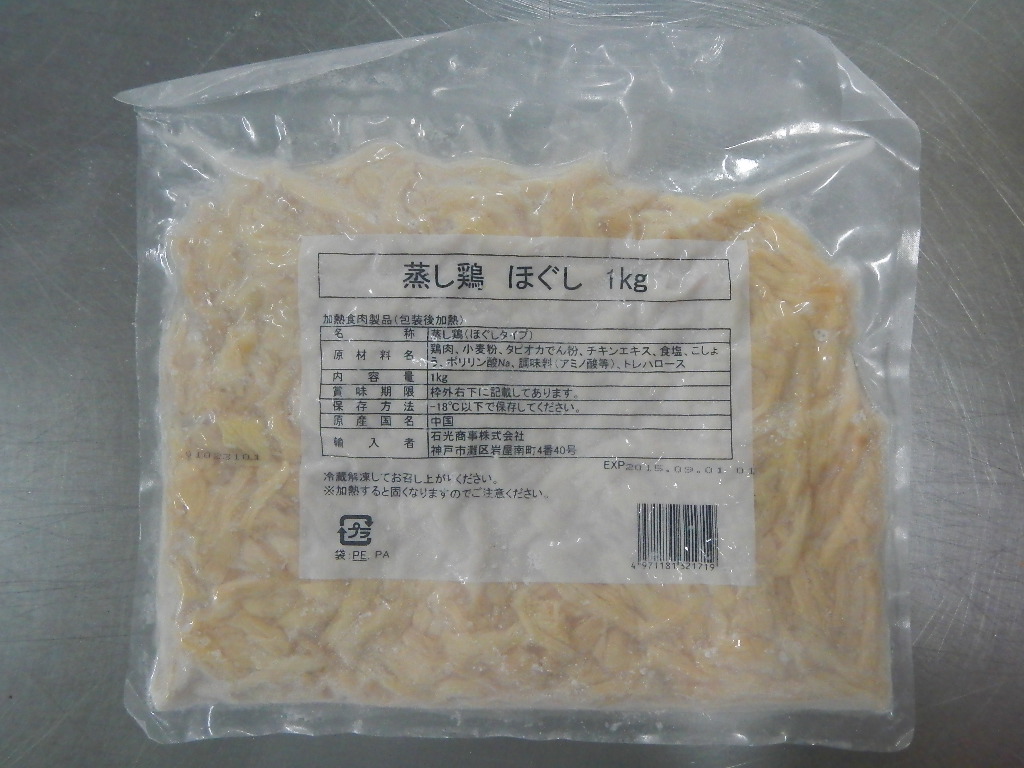 蒸し鶏 ほぐし 1kg
加熱食肉製品(包装後加熱)
名称 蒸し鶏(ほぐしタイプ)
原材料名 鶏肉、小麦粉、タピオカでん粉、チキンエキス、食塩、こしょ
う、ポリリン酸Na、調味料(アミノ酸等)、トレハロース
内容量 1kg
賞味期限 枠外右下に記載してあります。
保存方法 -18℃以下で保存してください。
原産国名 中国
輸入者 石光商事株式会社
神戸市灘区岩屋南町4番40号
EXP2015.09.01 01
冷蔵解凍してお召し上がりください。
※加熱すると固くなりますのでご注意ください。
プラ
袋:PE, PA
4 971181 321719